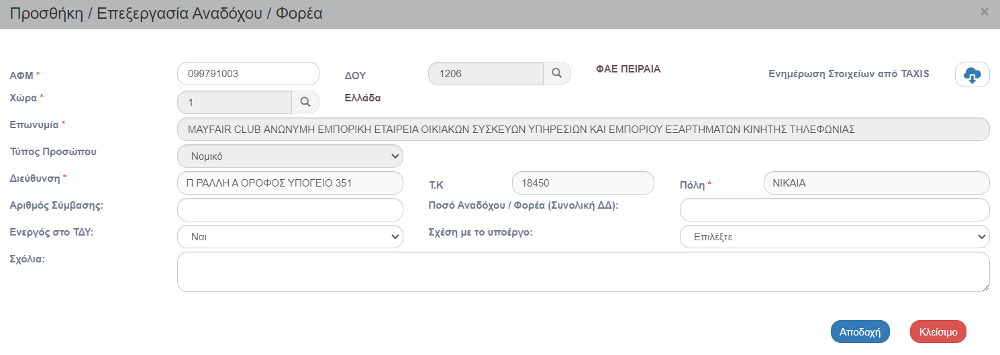 Προσθήκη / Επεξεργασία Αναδόχου / Φορέα ×
ΑΦΜ * 099791003 ΔΟΥ 1206 ΦΑΕ ΠΕΙΡΑΙΑ Ενημέρωση Στοιχείων από TAXIS
Χώρα * 1 Ελλάδα
Επωνυμία * MAYFAIR CLUB ΑΝΩΝΥΜΗ ΕΜΠΟΡΙΚΗ ΕΤΑΙΡΕΙΑ ΟΙΚΙΑΚΩΝ ΣΥΣΚΕΥΩΝ ΥΠΗΡΕΣΙΩΝ ΚΑΙ ΕΜΠΟΡΙΟΥ ΕΞΑΡΤΗΜΑΤΩΝ ΚΙΝΗΤΗΣ ΤΗΛΕΦΩΝΙΑΣ
Τύπος Προσώπου Νομικό
Διεύθυνση * Π ΡΑΛΛΗ Α ΟΡΟΦΟΣ ΥΠΟΓΕΙΟ 351 Τ.Κ 18450 Πόλη * ΝΙΚΑΙΑ
Αριθμός Σύμβασης: Ποσό Αναδόχου / Φορέα (Συνολική ΔΔ):
Ενεργός στο ΤΔΥ: Ναι Σχέση με το υποέργο: Επιλέξτε
Σχόλια:
Αποδοχή Κλείσιμο